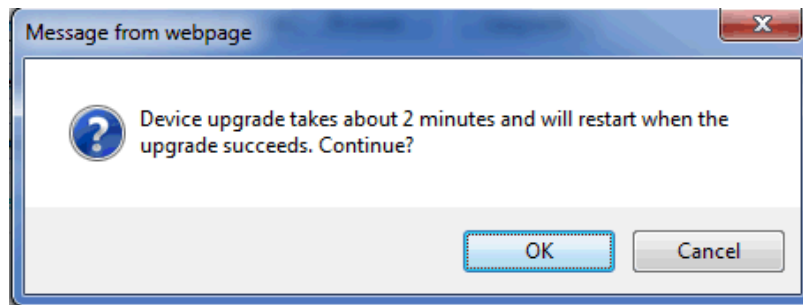 Message from webpage
Device upgrade takes about 2 minutes and will restart when the
upgrade succeeds. Continue?
OK
Cancel